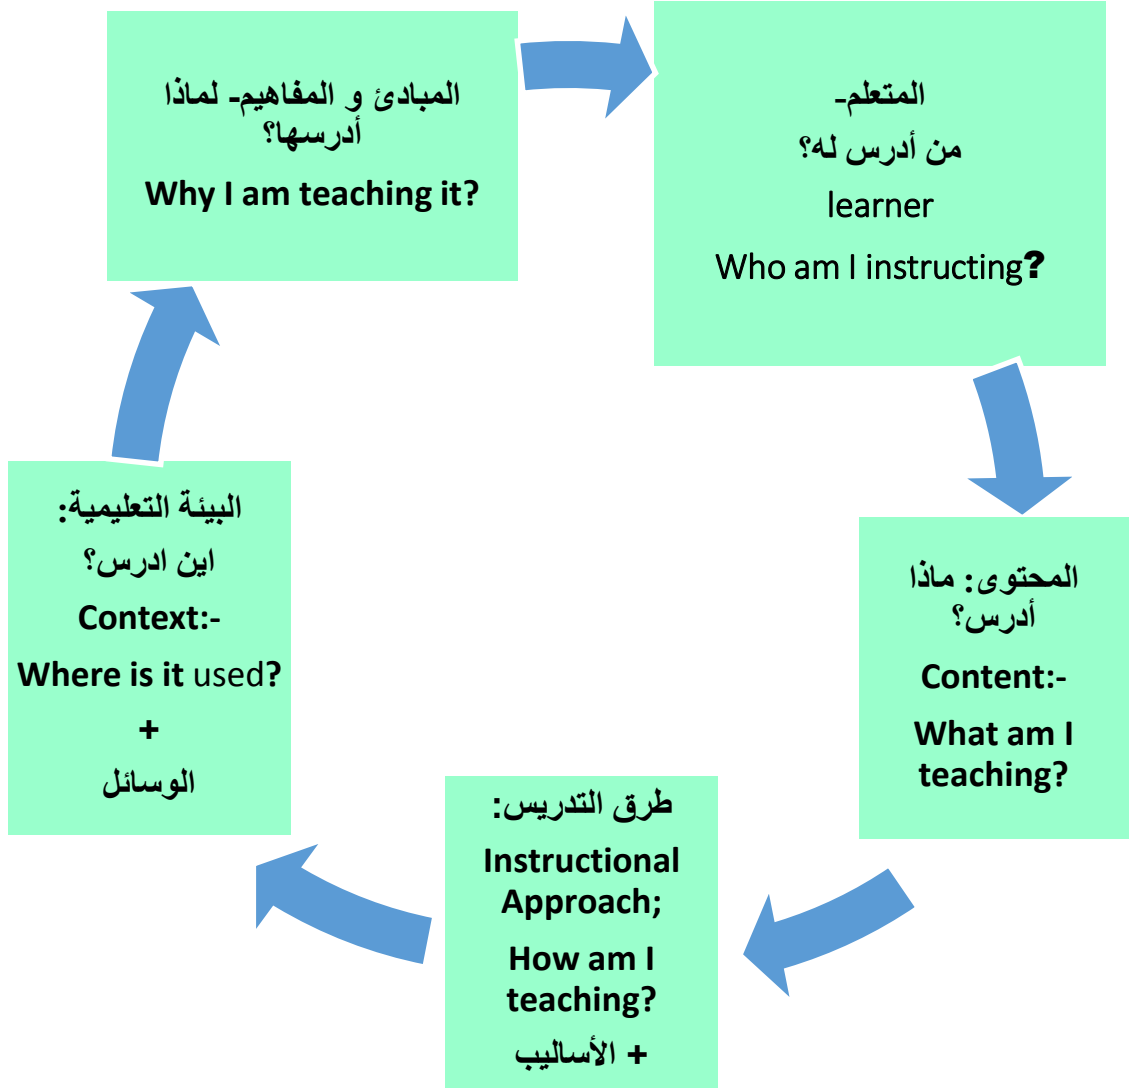 المبادئ و المفاهيم- لماذا
أدرسها؟
Why I am teaching it?
المتعلم-
من أدرس له؟
learner
Who am I instructing?
المحتوى: ماذا
أدرس؟
Content:-
What am I
teaching?
طرق التدريس:
Instructional
Approach;
How am I
teaching?
+ الأساليب
البيئة التعليمية:
اين ادرس؟
Context:-
Where is it used?
+
الوسائل